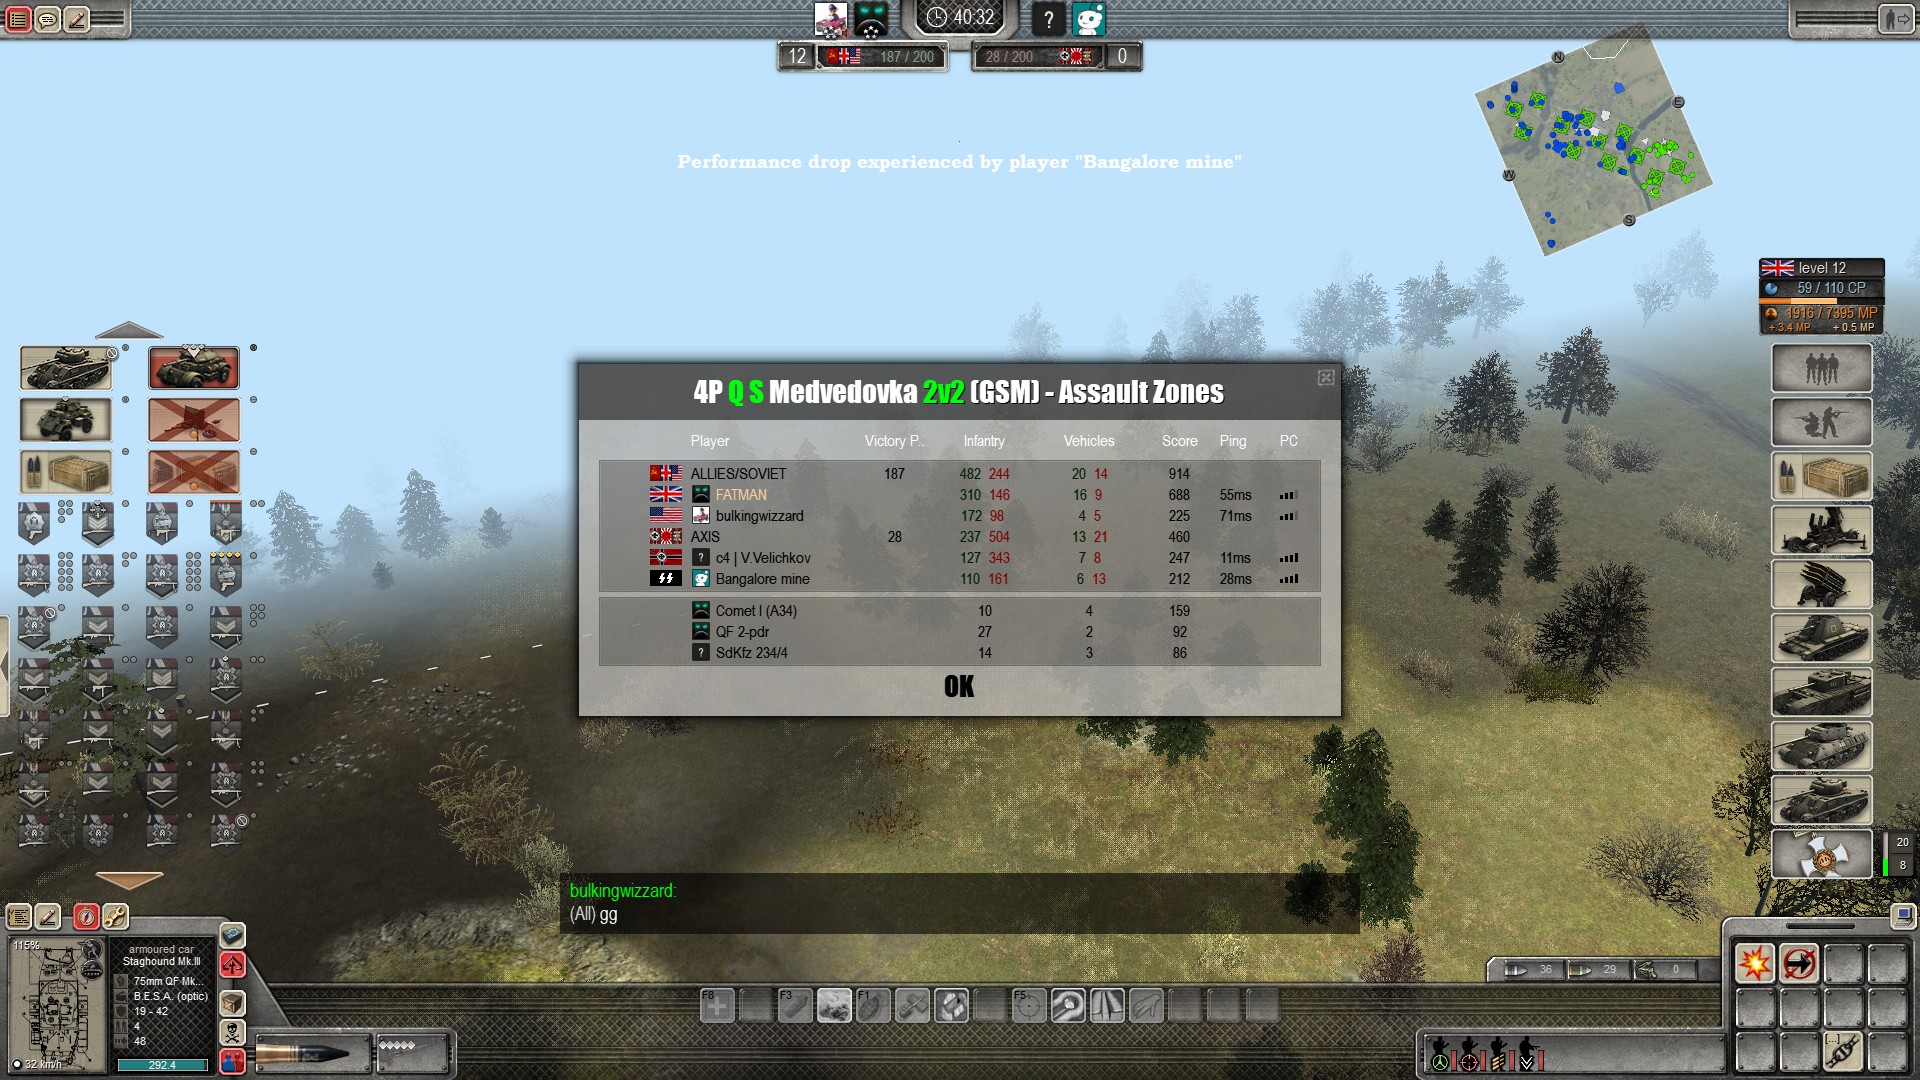 40:32
?
12
187 / 200
28 / 200
0
N
E
W
S
Performance drop experienced by player "Bangalore mine"
level 12
59 / 110 CP
1916 / 7395 MP
+ 3.4 MP + 0.5 MP
4P Q S Medvedovka 2v2 (GSM) - Assault Zones
Player Victory P.. Infantry Vehicles Score Ping PC
ALLIES/SOVIET 187 482 244 20 14 914
FATMAN 310 146 16 9 688 55ms
bulkingwizzard 172 98 4 5 225 71ms
AXIS 28 237 504 13 21 460
? c4 | V.Velichkov 127 343 7 8 247 11ms
Bangalore mine 110 161 6 13 212 28ms
Comet I (A34) 10 4 159
QF 2-pdr 27 2 92
? SdKfz 234/4 14 3 86
OK
20
8
bulkingwizzard:
(All) gg
115%
armoured car
Staghound Mk.III
75mm QF Mk...
B.E.S.A. (optic)
19 - 42
4
48
32 km/h
292.4
F8
F3
F1
F5
36
29
0
[...]